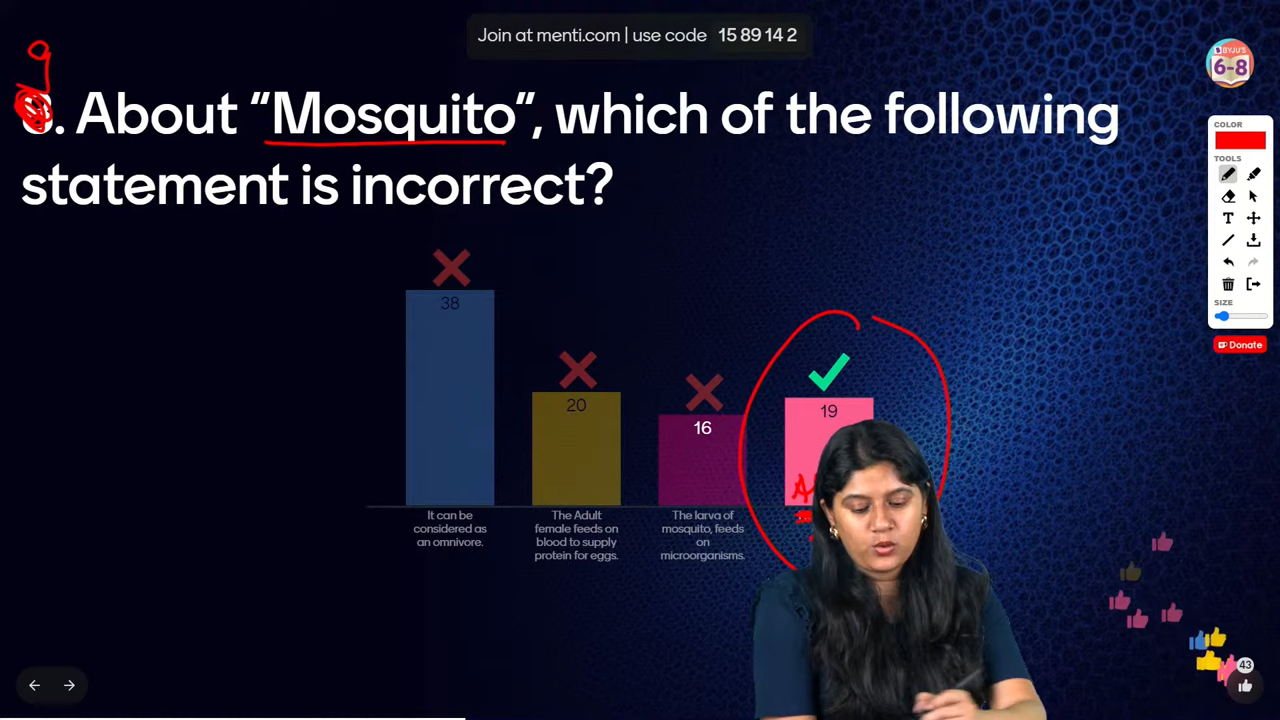 Join at menti.com | use code 15 89 14 2
9
. About “Mosquito”, which of the following
statement is incorrect?
BYJU'S
6-8
COLOR
TOOLS
T
SIZE
Donate
38
20
16
19
It can be
considered as
an omnivore.
The Adult
female feeds on
blood to supply
protein for eggs.
The larva of
mosquito, feeds
on
microorganisms.
43